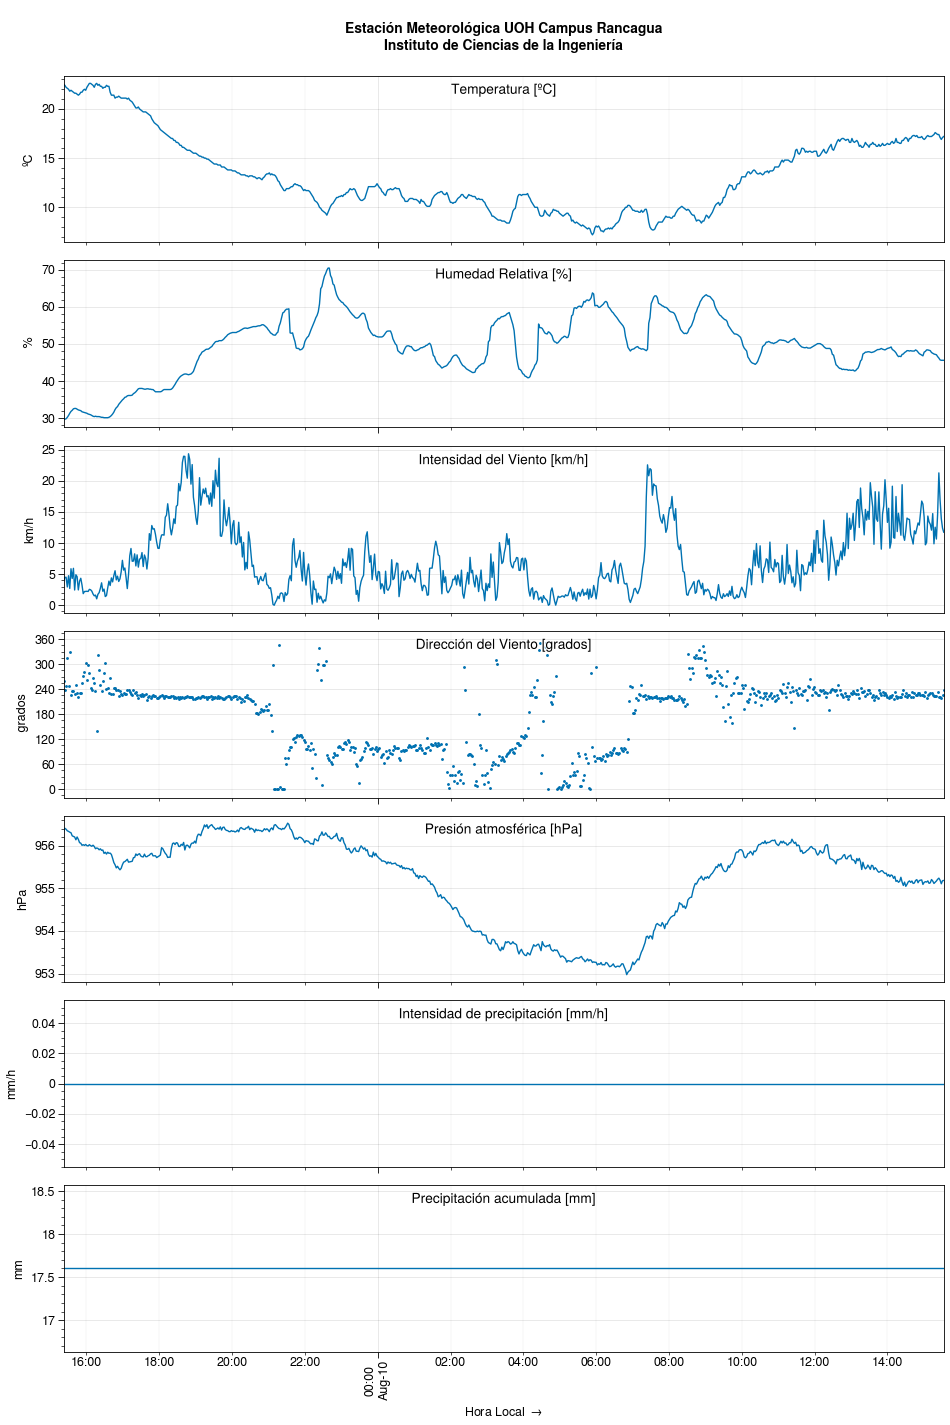 Estación Meteorológica UOH Campus Rancagua
Instituto de Ciencias de la Ingeniería
Temperatura [ºC]
20
15
10
ºC
Humedad Relativa [%]
70
60
50
40
30
%
Intensidad del Viento [km/h]
25
20
15
10
5
0
km/h
Dirección del Viento [grados]
360
300
240
180
120
60
0
grados
Presión atmosférica [hPa]
956
955
954
953
hPa
Intensidad de precipitación [mm/h]
0.04
0.02
0
−0.02
−0.04
mm/h
Precipitación acumulada [mm]
18.5
18
17.5
17
mm
16:00 18:00 20:00 22:00 00:00 02:00 04:00 06:00 08:00 10:00 12:00 14:00
Aug-10
Hora Local →